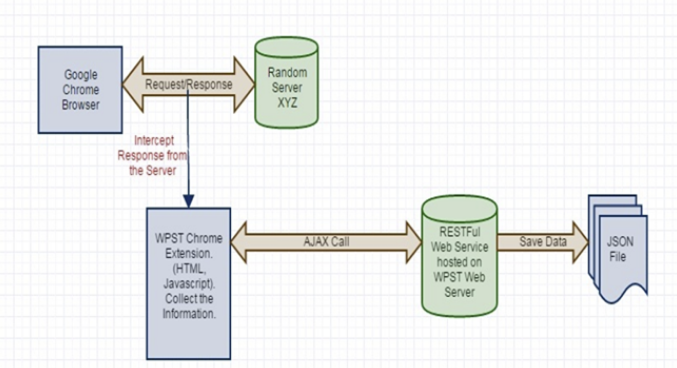 Google
Chrome
Browser
Request/Response
Random
Server
XYZ
Intercept
Response from
the Server
WPST Chrome
Extension.
(HTML,
Javascript).
Collect the
Information.
AJAX Call
RESTFul
Web Service
hosted on
WPST Web
Server
Save Data
JSON
File